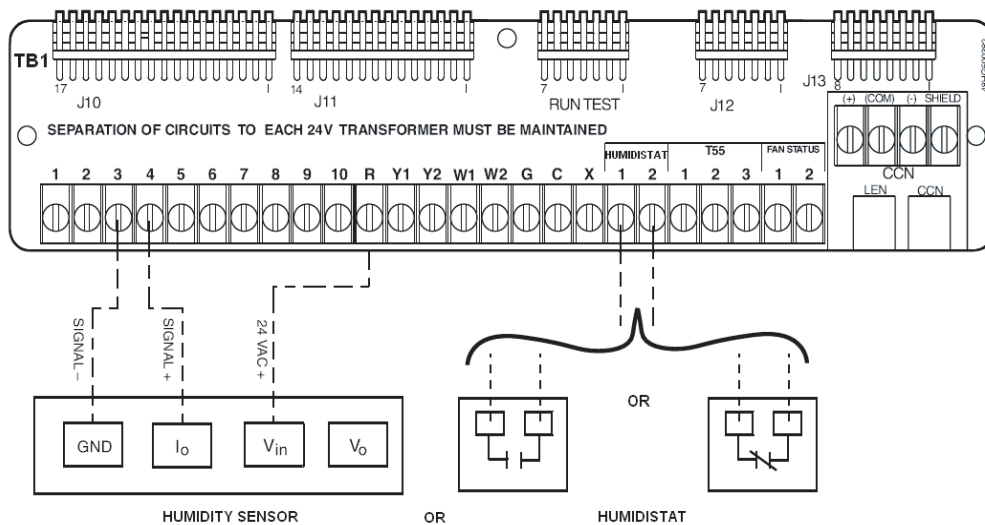 TB1
17 I
J10
14 I
J11
7 I
RUN TEST
7 I
J12
J13
8 I
SEPARATION OF CIRCUITS TO EACH 24V TRANSFORMER MUST BE MAINTAINED
(+) (COM) (-) SHIELD
CCN
LEN CCN
HUMIDISTAT T55 FAN STATUS
1 2 3 4 5 6 7 8 9 10 R Y1 Y2 W1 W2 G C X 1 2 1 2 3 1 2
SIGNAL –
SIGNAL +
24 VAC +
GND Io Vin Vo
OR
HUMIDITY SENSOR OR HUMIDISTAT